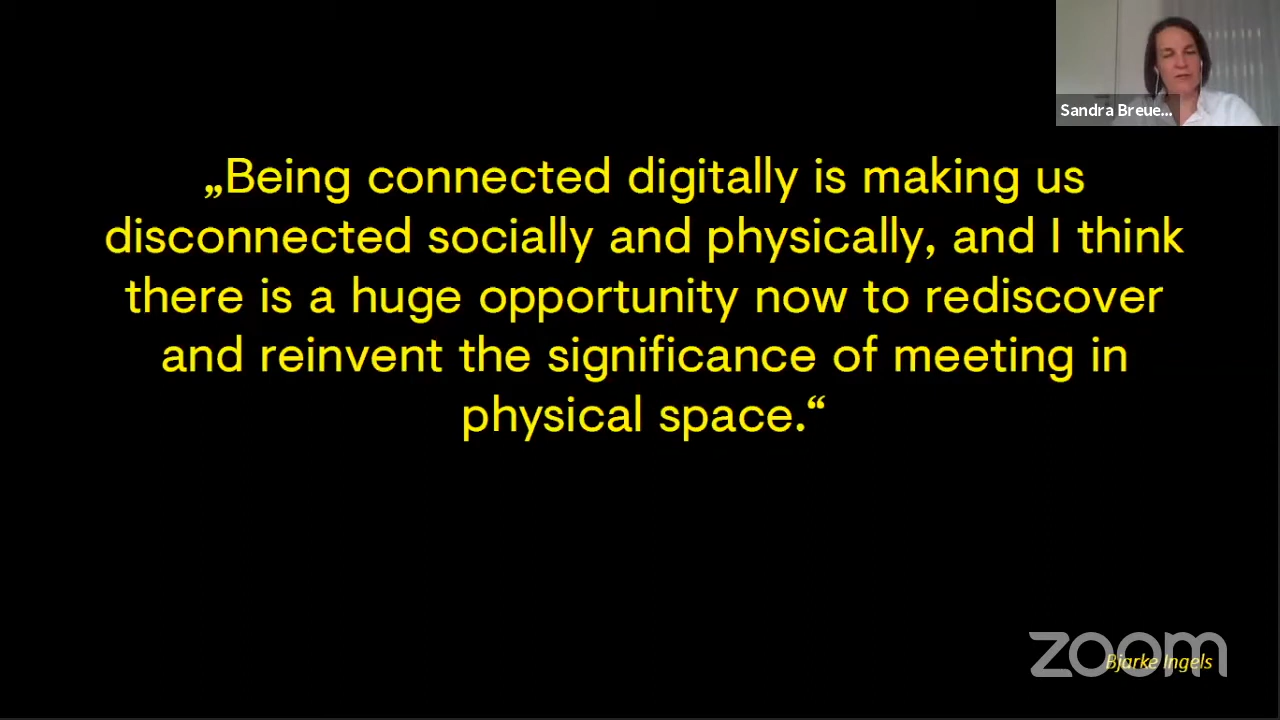 Sandra Breue...
„Being connected digitally is making us
disconnected socially and physically, and I think
there is a huge opportunity now to rediscover
and reinvent the significance of meeting in
physical space.“
zoom
Bjarke Ingels